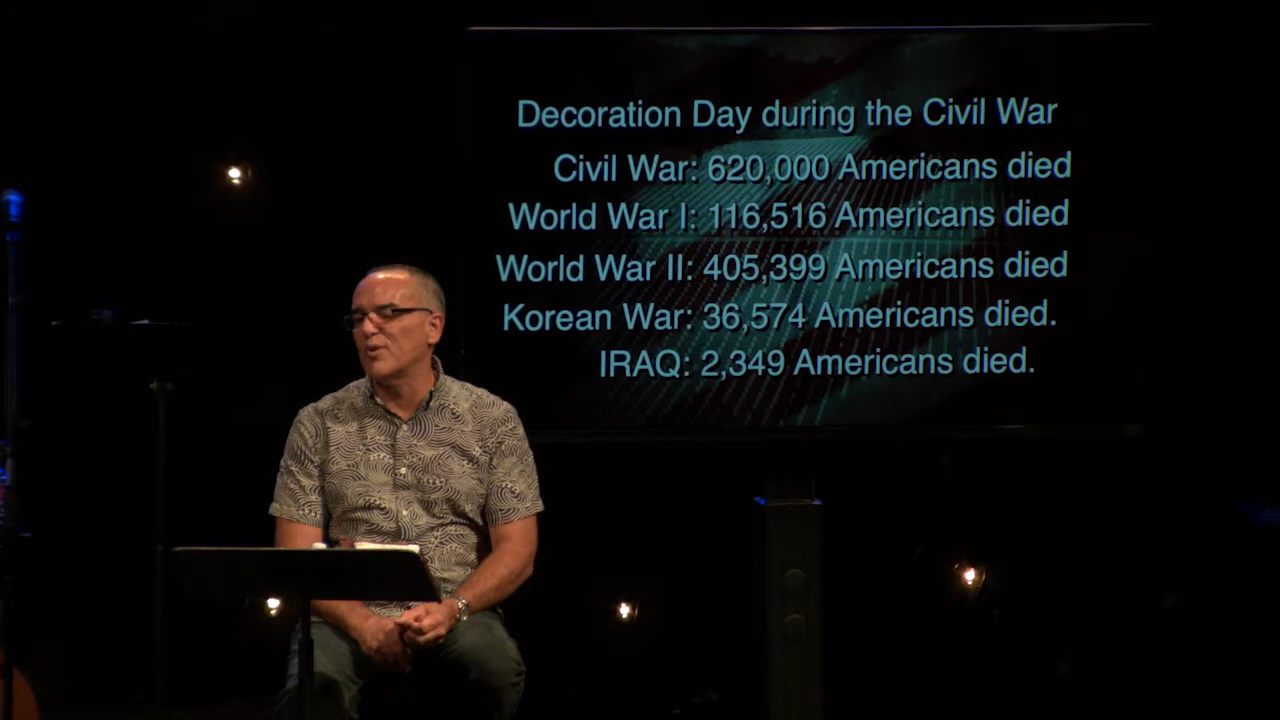 Decoration Day during the Civil War
Civil War: 620,000 Americans died
World War I: 116,516 Americans died
World War II: 405,399 Americans died
Korean War: 36,574 Americans died.
IRAQ: 2,349 Americans died.